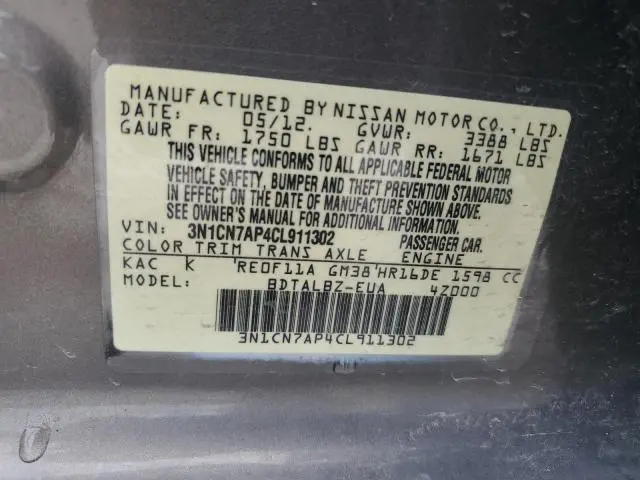 MANUFACTURED BY NISSAN MOTOR CO., LTD.
DATE: 05/12. GVWR: 3388 LBS
GAWR FR: 1750 LBS GAWR RR: 1671 LBS
THIS VEHICLE CONFORMS TO ALL APPLICABLE FEDERAL MOTOR
VEHICLE SAFETY, BUMPER AND THEFT PREVENTION STANDARDS
IN EFFECT ON THE DATE OF MANUFACTURE SHOWN ABOVE.
SEE OWNER'S MANUAL FOR ADDITIONAL INFORMATION.
VIN: 3N1CN7AP4CL911302 PASSENGER CAR.
COLOR TRIM TRANS AXLE ENGINE
KAC K RE0F11A GM38 HR16DE 1598 CC
MODEL: BDTALBZ-EUA 4Z000
3N1CN7AP4CL911302